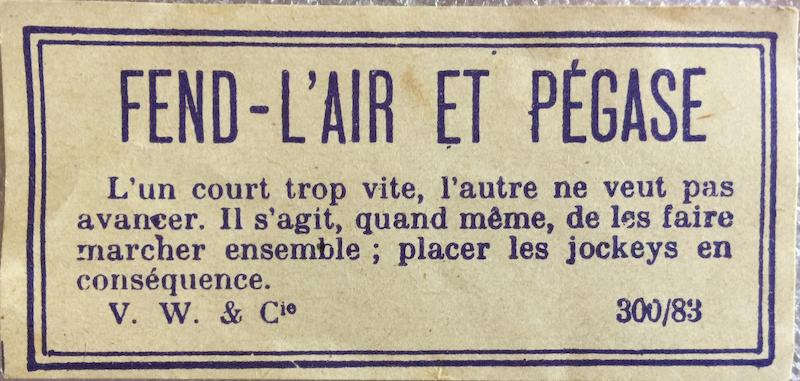 FEND-L'AIR ET PÉGASE
L'un court trop vite, l'autre ne veut pas
avancer. Il s'agit, quand même, de les faire
marcher ensemble ; placer les jockeys en
conséquence.
V. W. & Cie 300/83